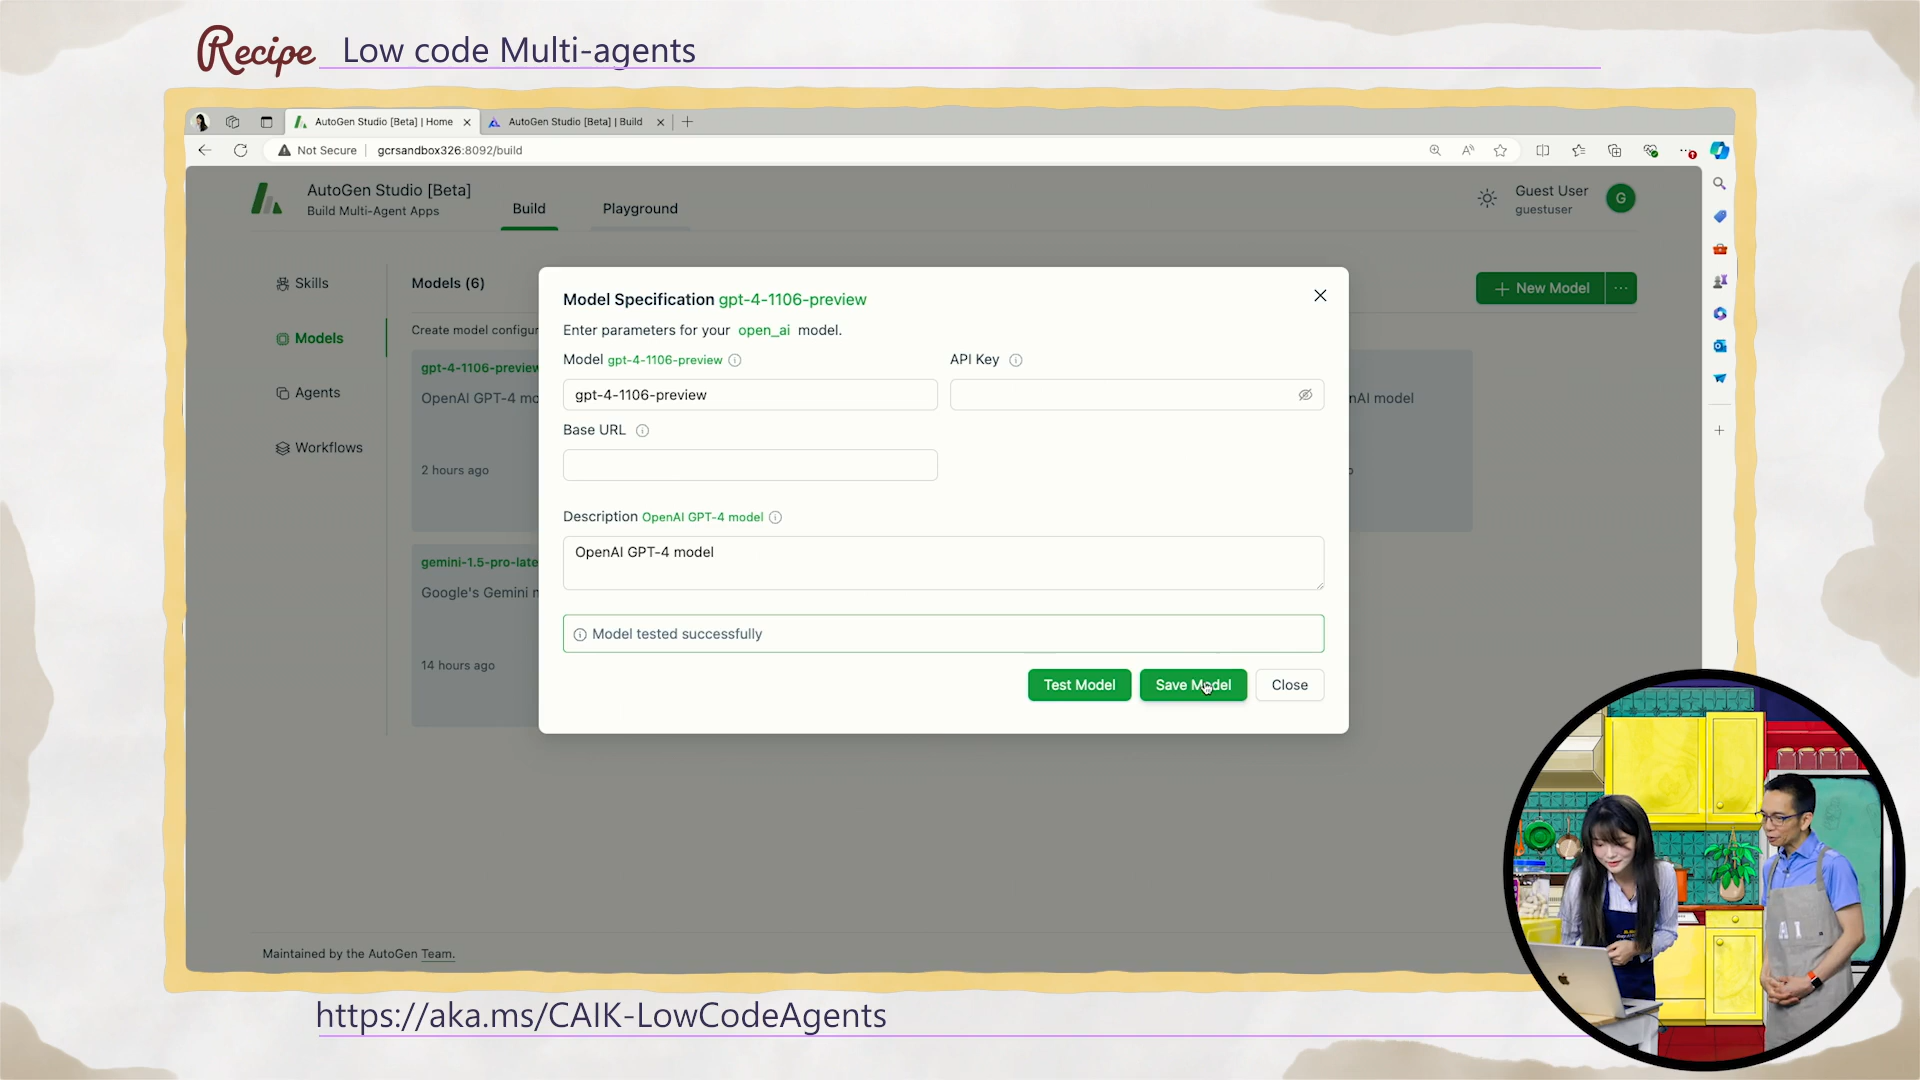 Recipe Low code Multi-agents
AutoGen Studio [Beta] | Home
AutoGen Studio [Beta] | Build
Not Secure
gcrsandbox326:8092/build
AutoGen Studio [Beta]
Build Multi-Agent Apps
Build
Playground
Guest User
guestuser
G
Skills
Models
Agents
Workflows
Models (6)
New Model
Create model configur
gpt-4-1106-preview
OpenAI GPT-4 mo
2 hours ago
nAI model
gemini-1.5-pro-late
Google's Gemini
14 hours ago
Model Specification gpt-4-1106-preview
Enter parameters for your open_ai model.
Model gpt-4-1106-preview
API Key
gpt-4-1106-preview
Base URL
Description OpenAI GPT-4 model
OpenAI GPT-4 model
Model tested successfully
Test Model
Save Model
Close
Maintained by the AutoGen Team.
AI
https://aka.ms/CAIK-LowCodeAgents